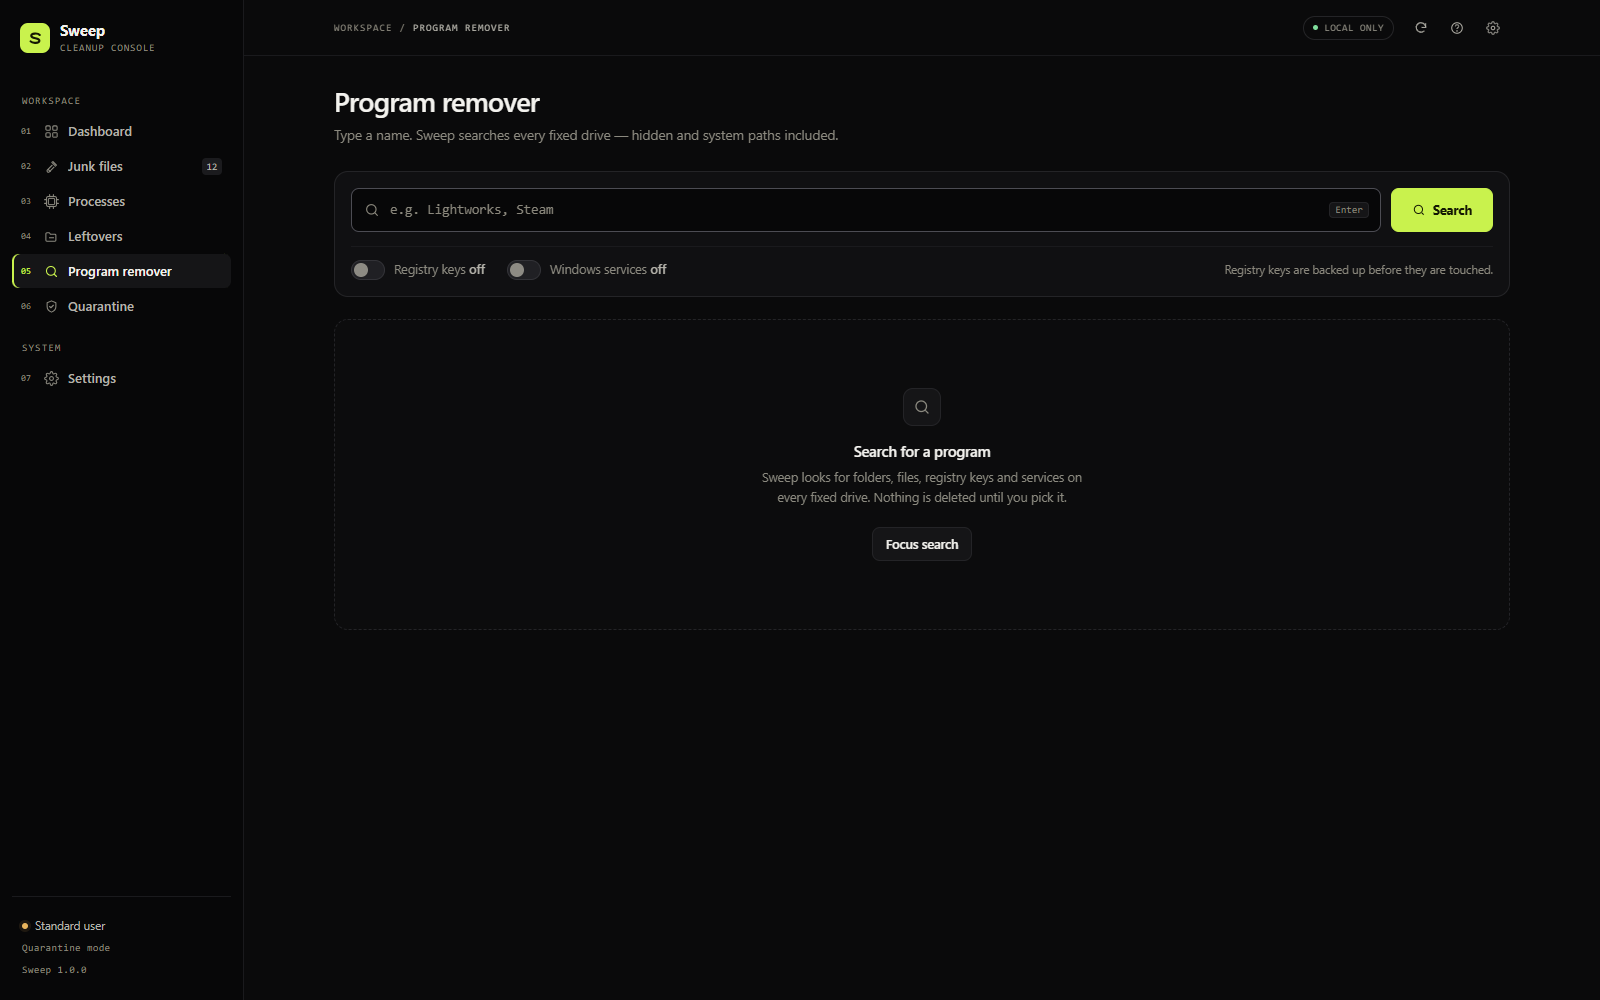 S
Sweep
CLEANUP CONSOLE
WORKSPACE
01 Dashboard
02 Junk files 12
03 Processes
04 Leftovers
05 Program remover
06 Quarantine
SYSTEM
07 Settings
Standard user
Quarantine mode
Sweep 1.0.0
WORKSPACE / PROGRAM REMOVER
LOCAL ONLY
Program remover
Type a name. Sweep searches every fixed drive — hidden and system paths included.
e.g. Lightworks, Steam
Enter
Search
Registry keys off
Windows services off
Registry keys are backed up before they are touched.
Search for a program
Sweep looks for folders, files, registry keys and services on
every fixed drive. Nothing is deleted until you pick it.
Focus search